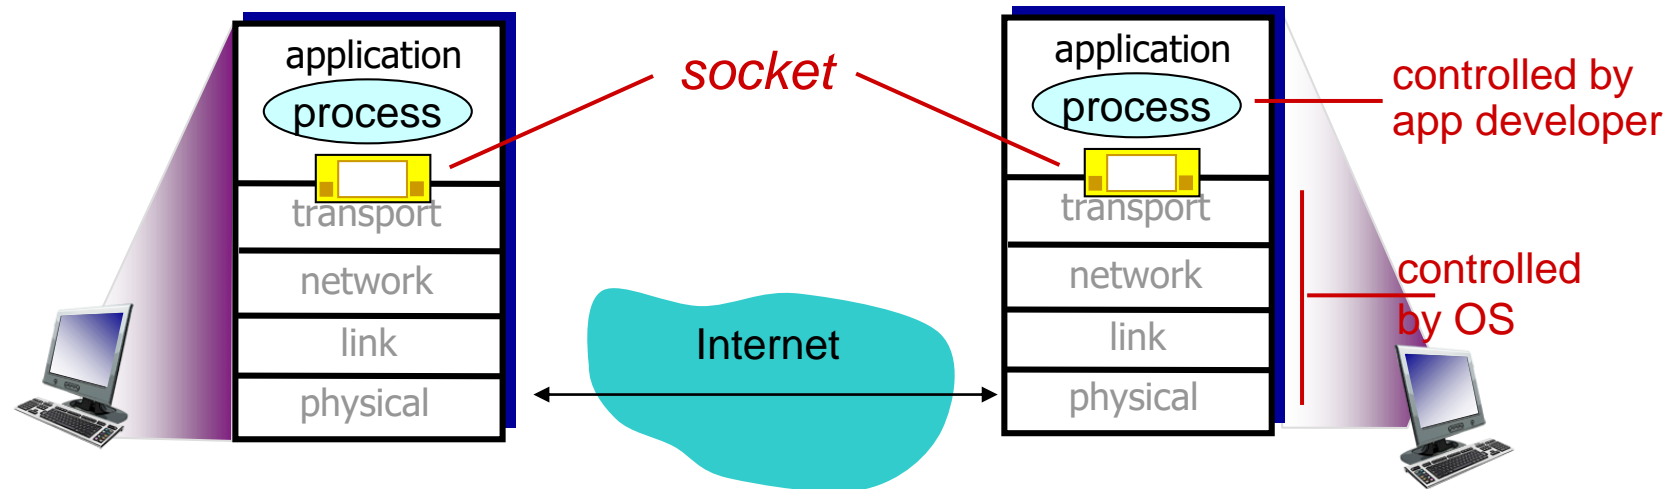 application
process
transport
network
link
physical
socket
Internet
application
process
transport
network
link
physical
controlled by
app developer
controlled
by OS